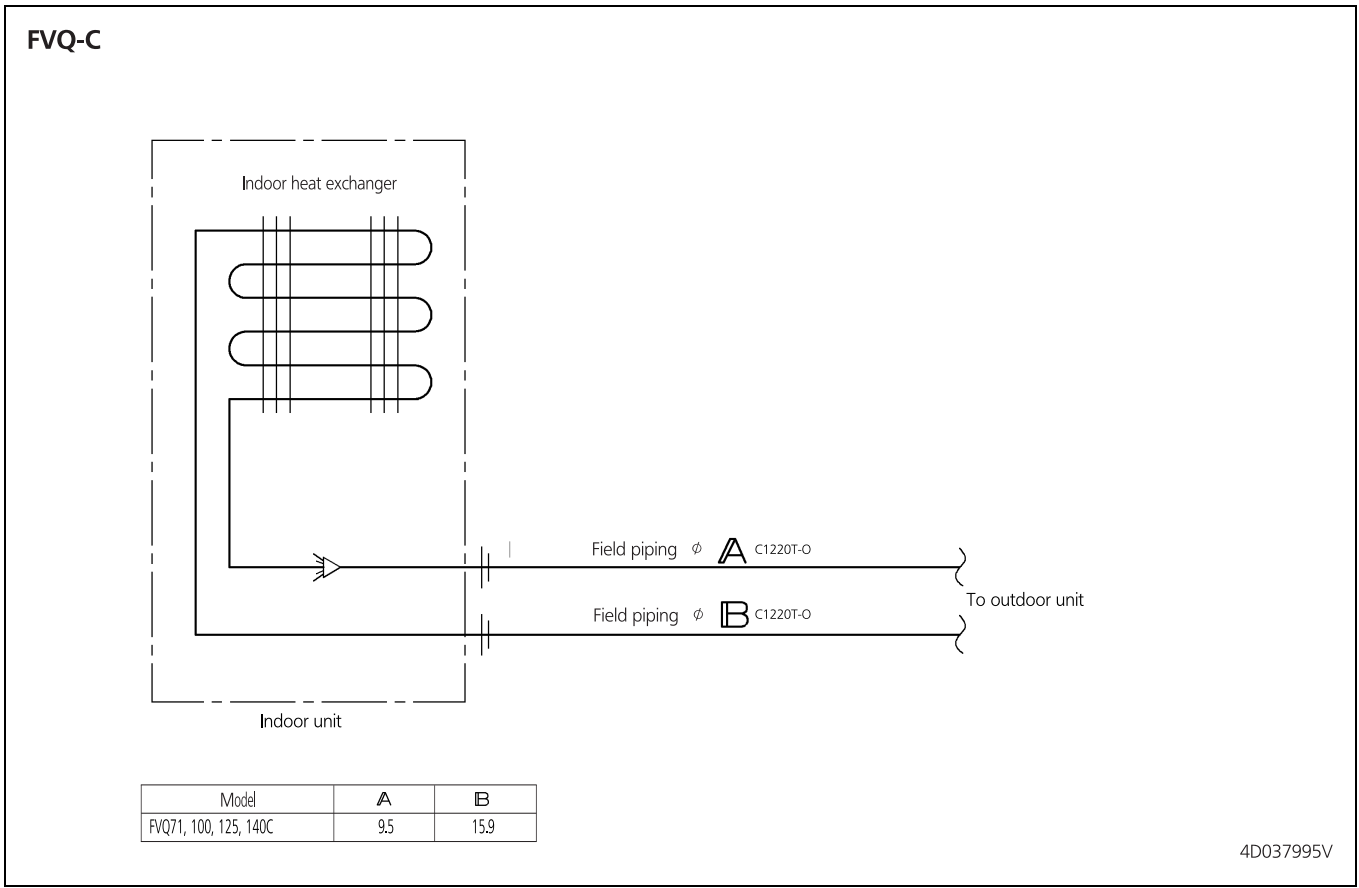 FVQ-C
Indoor heat exchanger
Field piping ϕ A C1220T-O
To outdoor unit
Field piping ϕ B C1220T-O
Indoor unit
Model A B
FVQ71, 100, 125, 140C 9.5 15.9
4D037995V